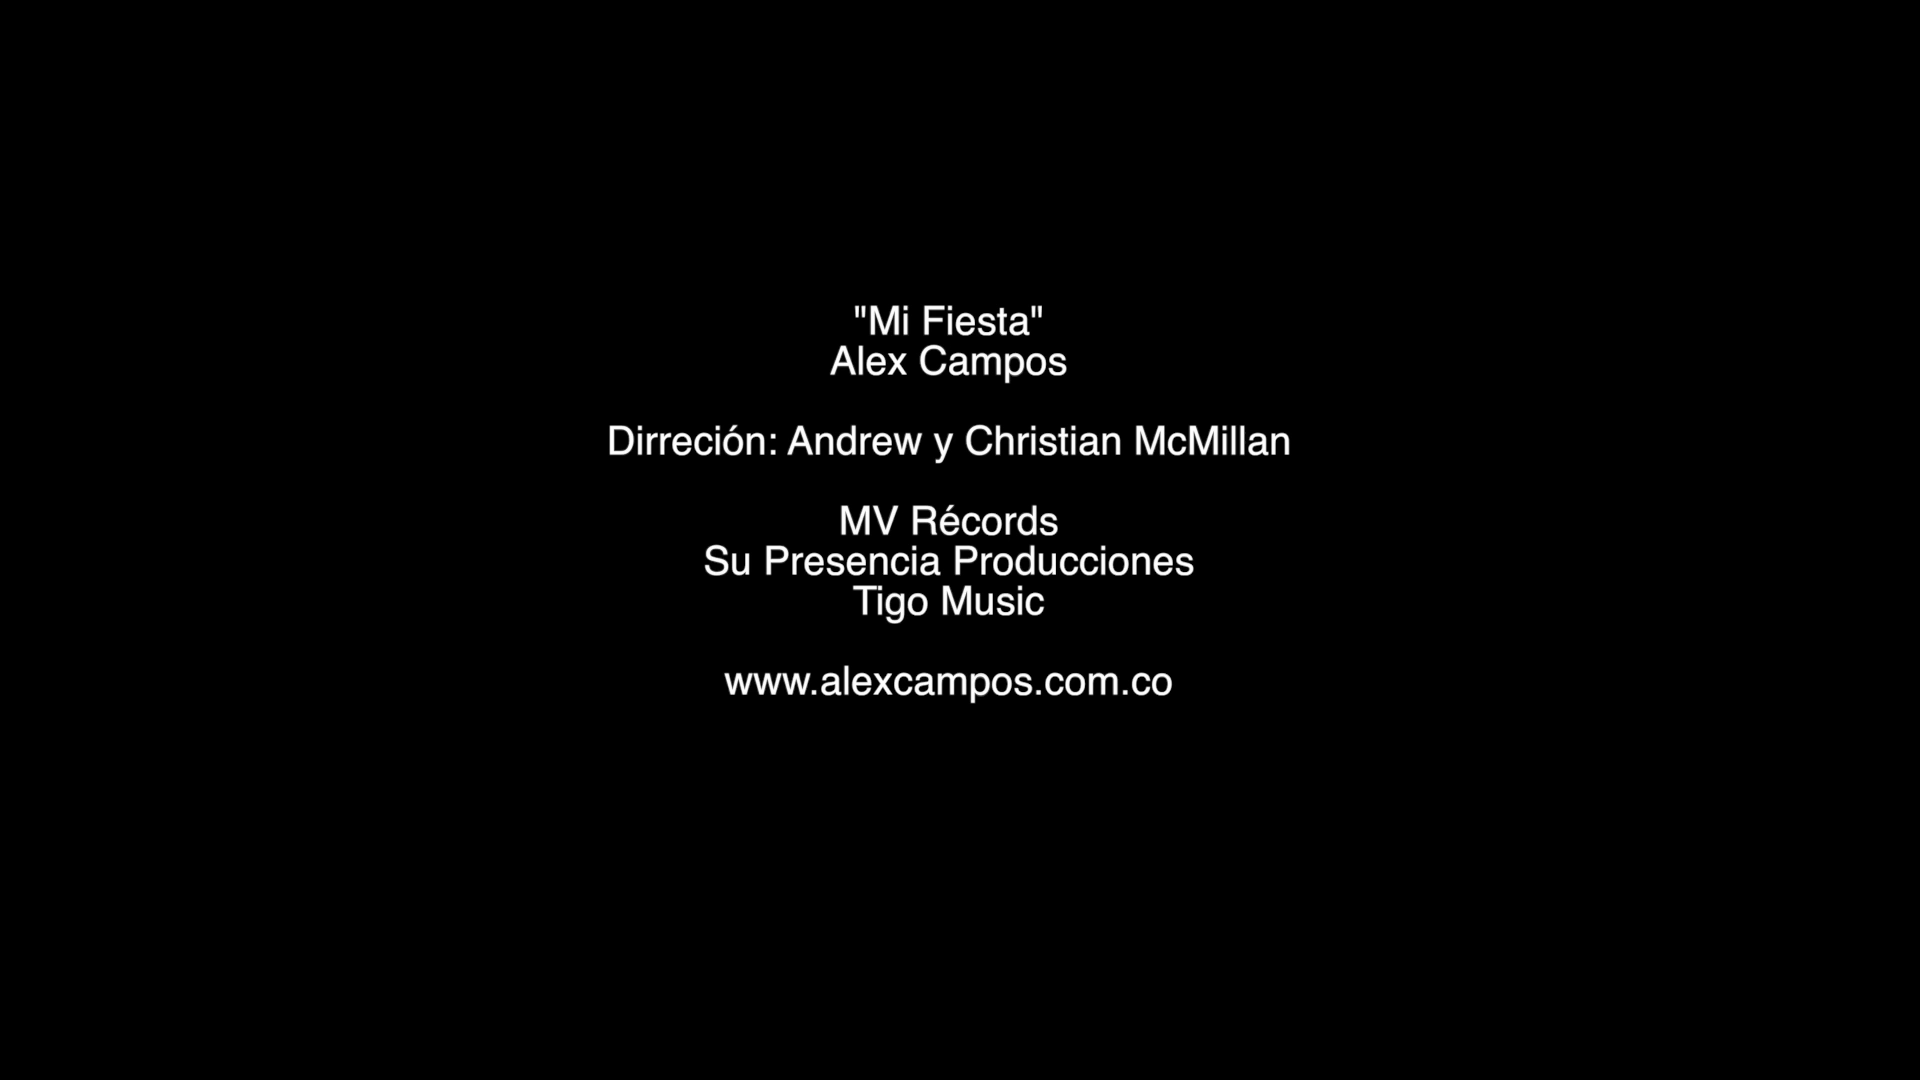 "Mi Fiesta"
Alex Campos
Dirreción: Andrew y Christian McMillan
MV Récords
Su Presencia Producciones
Tigo Music
www.alexcampos.com.co